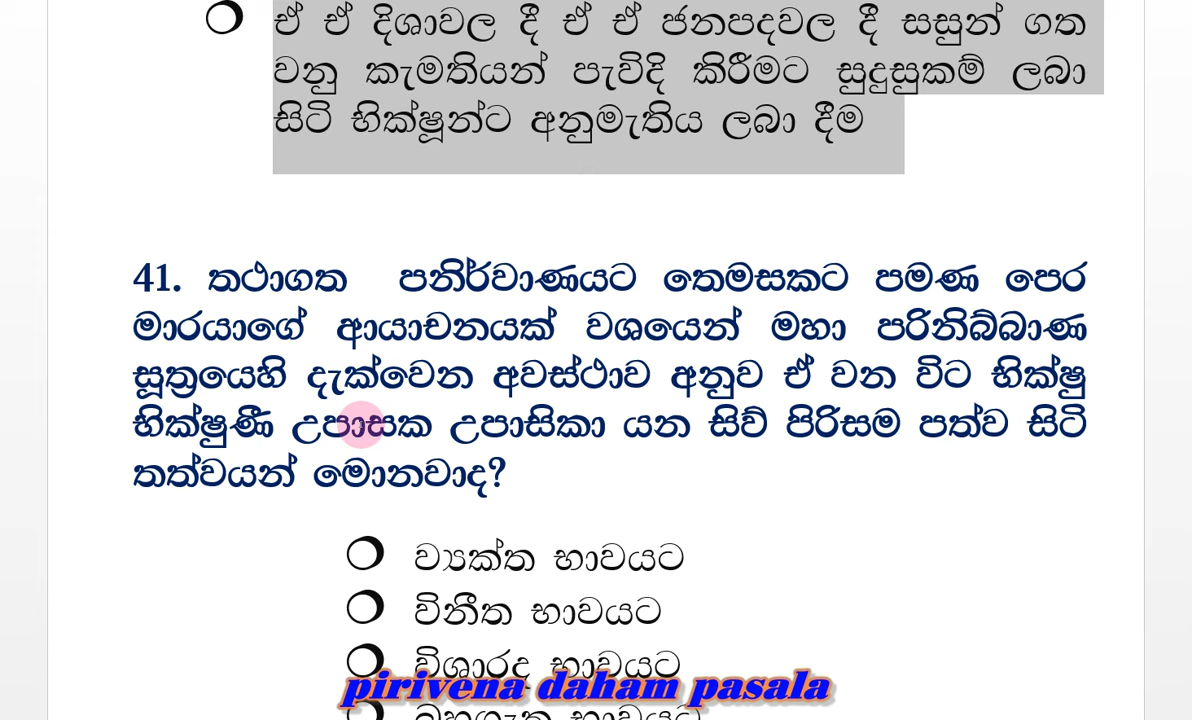 ඒ ඒ දිශාවල දී ඒ ඒ ජනපදවල දී සසුන් ගත
වනු කැමතියන් පැවිදි කිරීමට සුදුසුකම් ලබා
සිටි භික්ෂූන්ට අනුමැතිය ලබා දීම
41. තථාගත පනිර්වාණයට තෙමසකට පමණ පෙර
මාරයාගේ ආයාචනයක් වශයෙන් මහා පරිනිබ්බාණ
සූත්‍රයෙහි දැක්වෙන අවස්ථාව අනුව ඒ වන විට භික්ෂු
භික්ෂුණී උපාසක උපාසිකා යන සිව් පිරිසම පත්ව සිටි
තත්වයන් මොනවාද?
ව්‍යක්ත භාවයට
විනීත භාවයට
විශාරද භාවයට
pirivena daham pasala